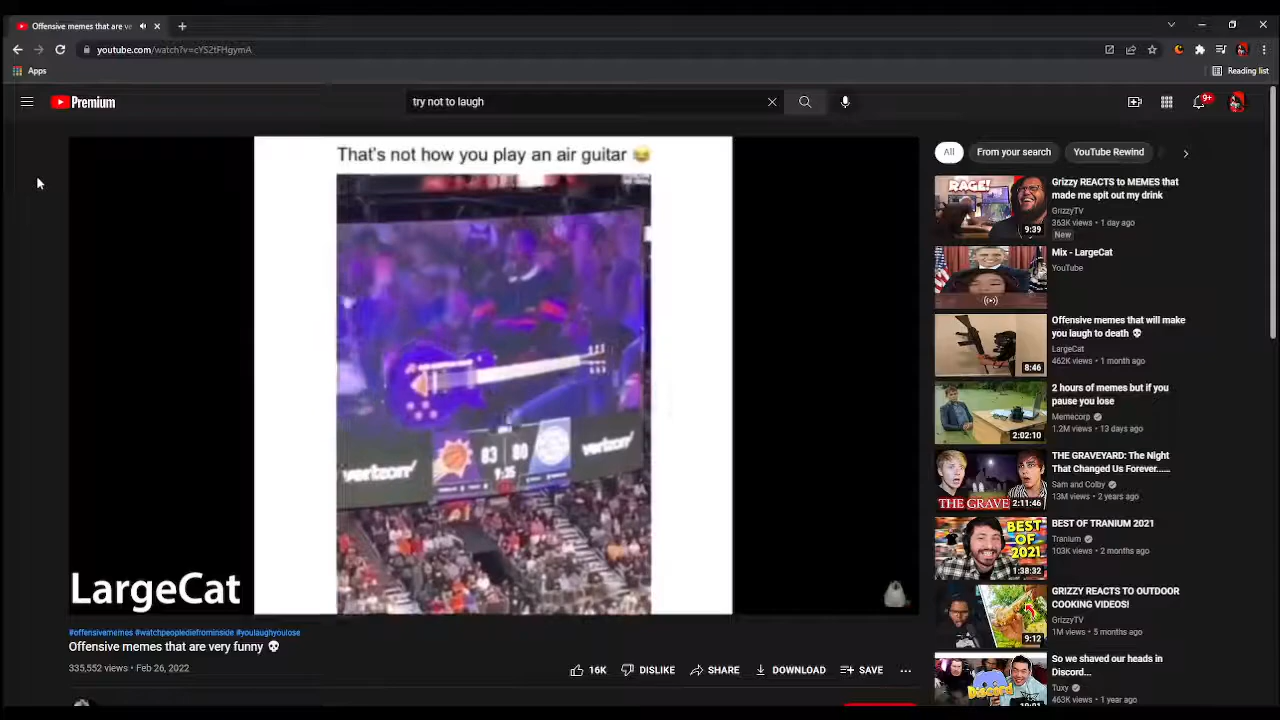 Offensive memes that are ve
youtube.com/watch?v=cYS2tFHgymA
Apps
Reading list
Premium
try not to laugh
9+
That's not how you play an air guitar 😂
83 80
9:35
verizon
verizon
LargeCat
#offensivememes #watchpeoplediefrominside #youlaughyoulose
Offensive memes that are very funny 💀
335,552 views • Feb 26, 2022
16K
DISLIKE
SHARE
DOWNLOAD
SAVE
All
From your search
YouTube Rewind
RAGE!
9:39
Grizzy REACTS to MEMES that
made me spit out my drink
GrizzyTV
363K views • 1 day ago
New
Mix - LargeCat
YouTube
8:46
Offensive memes that will make
you laugh to death 💀
LargeCat
462K views • 1 month ago
2:02:10
2 hours of memes but if you
pause you lose
Memecorp
1.2M views • 13 days ago
THE GRAVE
2:11:46
THE GRAVEYARD: The Night
That Changed Us Forever.....
Sam and Colby
13M views • 2 years ago
BEST
OF
2021
1:38:32
BEST OF TRANIUM 2021
Tranium
103K views • 2 months ago
9:12
GRIZZY REACTS TO OUTDOOR
COOKING VIDEOS!
GrizzyTV
1M views • 5 months ago
Discord
So we shaved our heads in
Discord...
Tuxy
463K views • 1 year ago